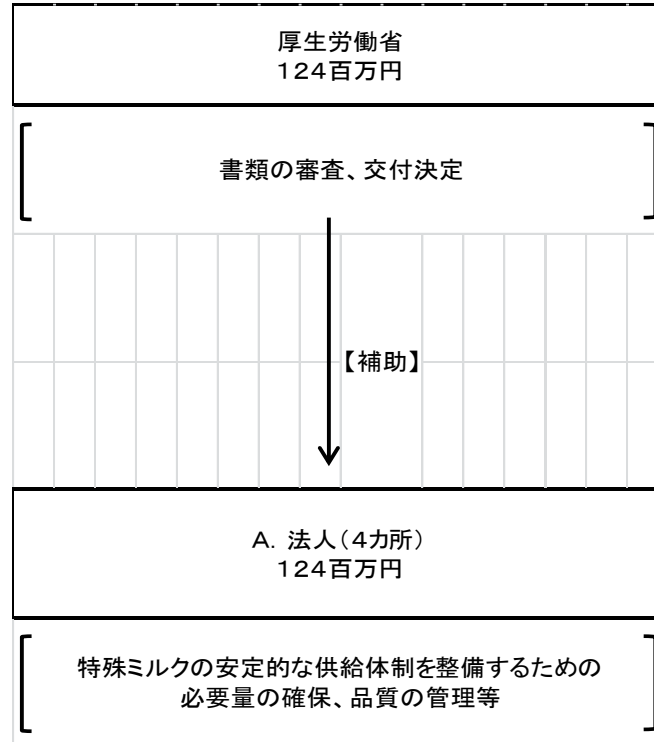 厚生労働省
124百万円
書類の審査、交付決定
【補助】
A. 法人(4カ所)
124百万円
特殊ミルクの安定的な供給体制を整備するための
必要量の確保、品質の管理等